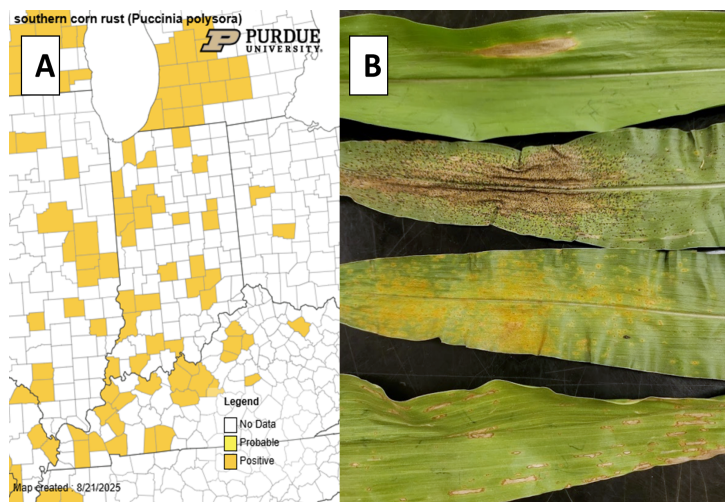 southern corn rust (Puccinia polysora)
A
P PURDUE
UNIVERSITY®
Legend
No Data
Probable
Positive
Map created : 8/21/2025
B